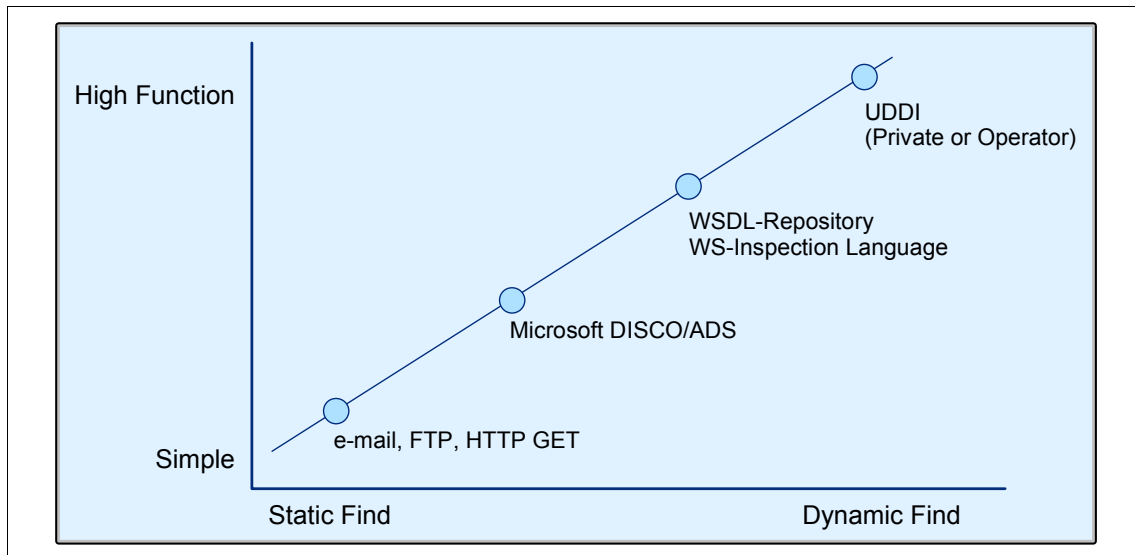 High Function
UDDI
(Private or Operator)
WSDL-Repository
WS-Inspection Language
Microsoft DISCO/ADS
e-mail, FTP, HTTP GET
Simple
Static Find
Dynamic Find